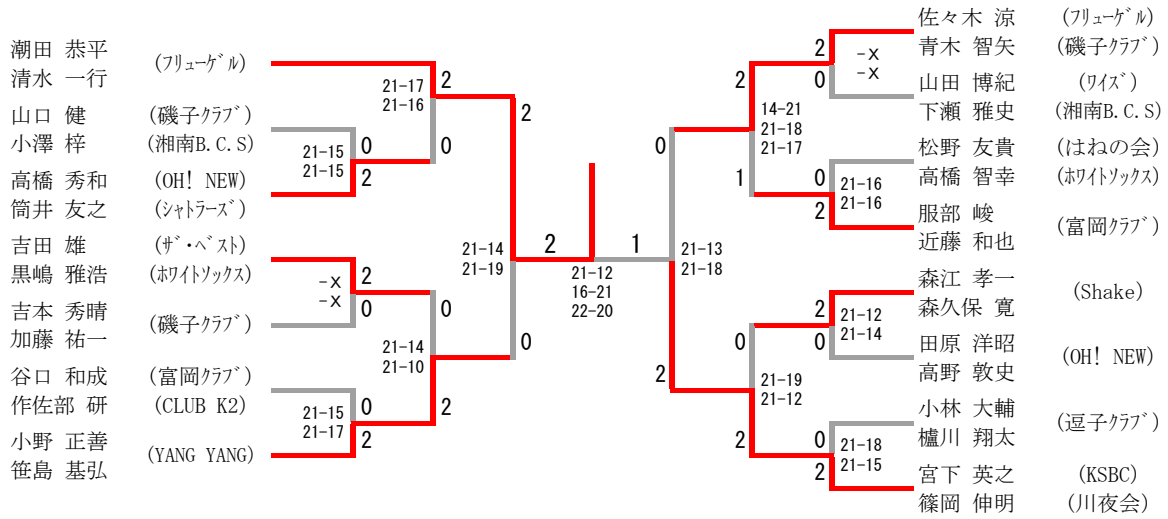 潮田 恭平
清水 一行
(フリューゲル)
山口 健 (磯子クラブ)
小澤 梓 (湘南B.C.S)
高橋 秀和 (OH! NEW)
筒井 友之 (シャトラーズ)
吉田 雄 (ザ・ベスト)
黒嶋 雅浩 (ホワイトソックス)
吉本 秀晴
加藤 祐一
(磯子クラブ)
谷口 和成 (富岡クラブ)
作佐部 研 (CLUB K2)
小野 正善
笹島 基弘
(YANG YANG)
21-15
21-15
0
2
-X
-X
2
0
21-15
21-17
0
2
21-17
21-16
2
0
21-14
21-10
0
2
21-14
21-19
2
0
2
1
21-12
16-21
22-20
21-13
21-18
0
2
14-21
21-18
21-17
2
1
21-19
21-12
0
2
-X
-X
2
0
21-16
21-16
0
2
21-12
21-14
2
0
21-18
21-15
0
2
佐々木 涼 (フリューゲル)
青木 智矢 (磯子クラブ)
山田 博紀 (ワイズ)
下瀬 雅史 (湘南B.C.S)
松野 友貴 (はねの会)
高橋 智幸 (ホワイトソックス)
服部 峻
近藤 和也
(富岡クラブ)
森江 孝一
森久保 寛
(Shake)
田原 洋昭
高野 敦史
(OH! NEW)
小林 大輔
櫨川 翔太
(逗子クラブ)
宮下 英之 (KSBC)
篠岡 伸明 (川夜会)